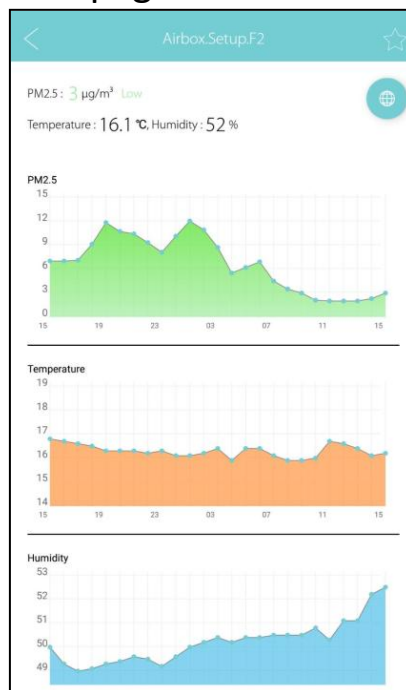 Airbox.Setup.F2
PM2.5 : 3 μg/m³ Low
Temperature : 16.1 ℃, Humidity : 52 %
PM2.5
15
12
9
6
3
0
15 19 23 03 07 11 15
Temperature
19
18
17
16
15
14
15 19 23 03 07 11 15
Humidity
53
52
51
50
49